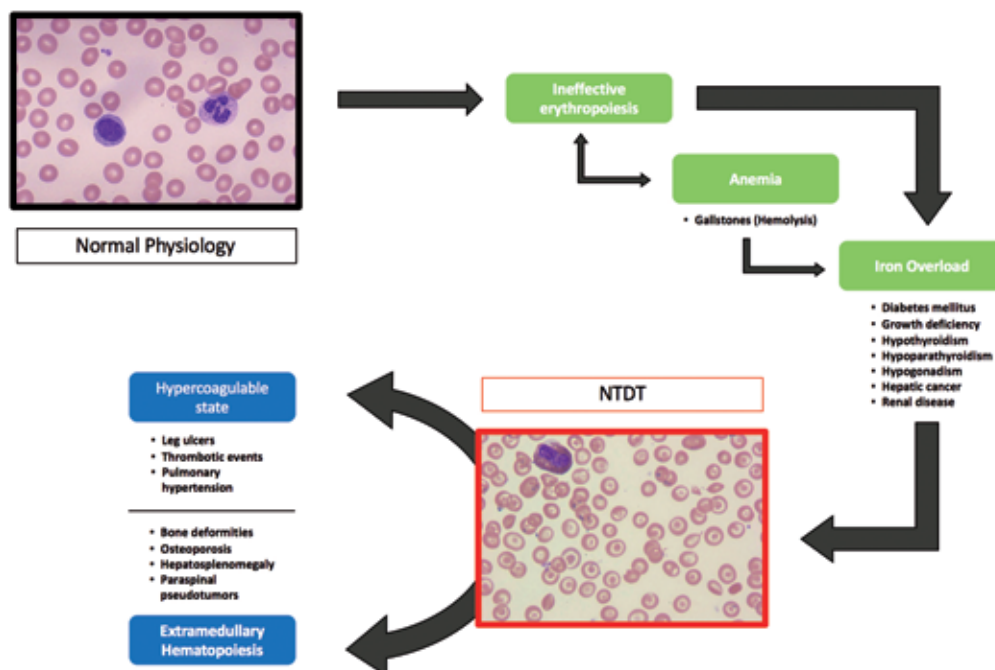 Normal Physiology
Ineffective
erythropoiesis
Anemia
• Gallstones (Hemolysis)
Iron Overload
• Diabetes mellitus
• Growth deficiency
• Hypothyroidism
• Hypoparathyroidism
• Hypogonadism
• Hepatic cancer
• Renal disease
NTDT
Hypercoagulable
state
• Leg ulcers
• Thrombotic events
• Pulmonary
hypertension
• Bone deformities
• Osteoporosis
• Hepatosplenomegaly
• Paraspinal
pseudotumors
Extramedullary
Hematopoiesis